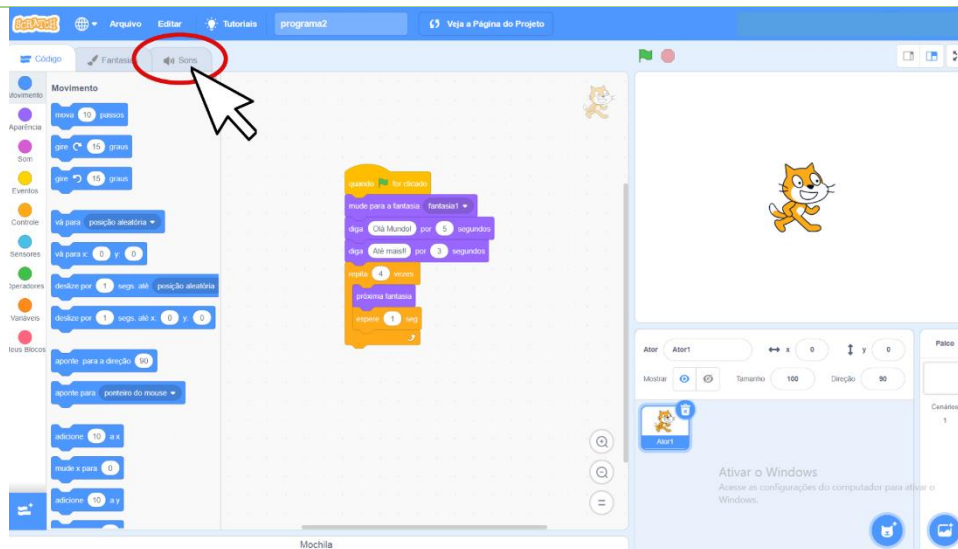 SCRATCH Arquivo Editar Tutoriais programa2 Veja a Página do Projeto
Código Fantasias Sons
Movimento
Aparência
Som
Eventos
Controle
Sensores
Operadores
Variáveis
Meus Blocos
Movimento
mova 10 passos
gire 15 graus
gire 15 graus
vá para posição aleatória
vá para x: 0 y: 0
deslize por 1 segs. até posição aleatória
deslize por 1 segs. até x: 0 y: 0
aponte para a direção 90
aponte para ponteiro do mouse
adicione 10 a x
mude x para 0
adicione 10 a y
quando for clicado
mude para a fantasia fantasia1
diga Olá Mundo! por 5 segundos
diga Até mais!! por 3 segundos
repita 4 vezes
próxima fantasia
espere 1 seg
Mochila
Ator Ator1 x 0 y 0
Mostrar Tamanho 100 Direção 90
Ator1
Palco
Cenários
1
Ativar o Windows
Acesse as configurações do computador para ativar o
Windows.